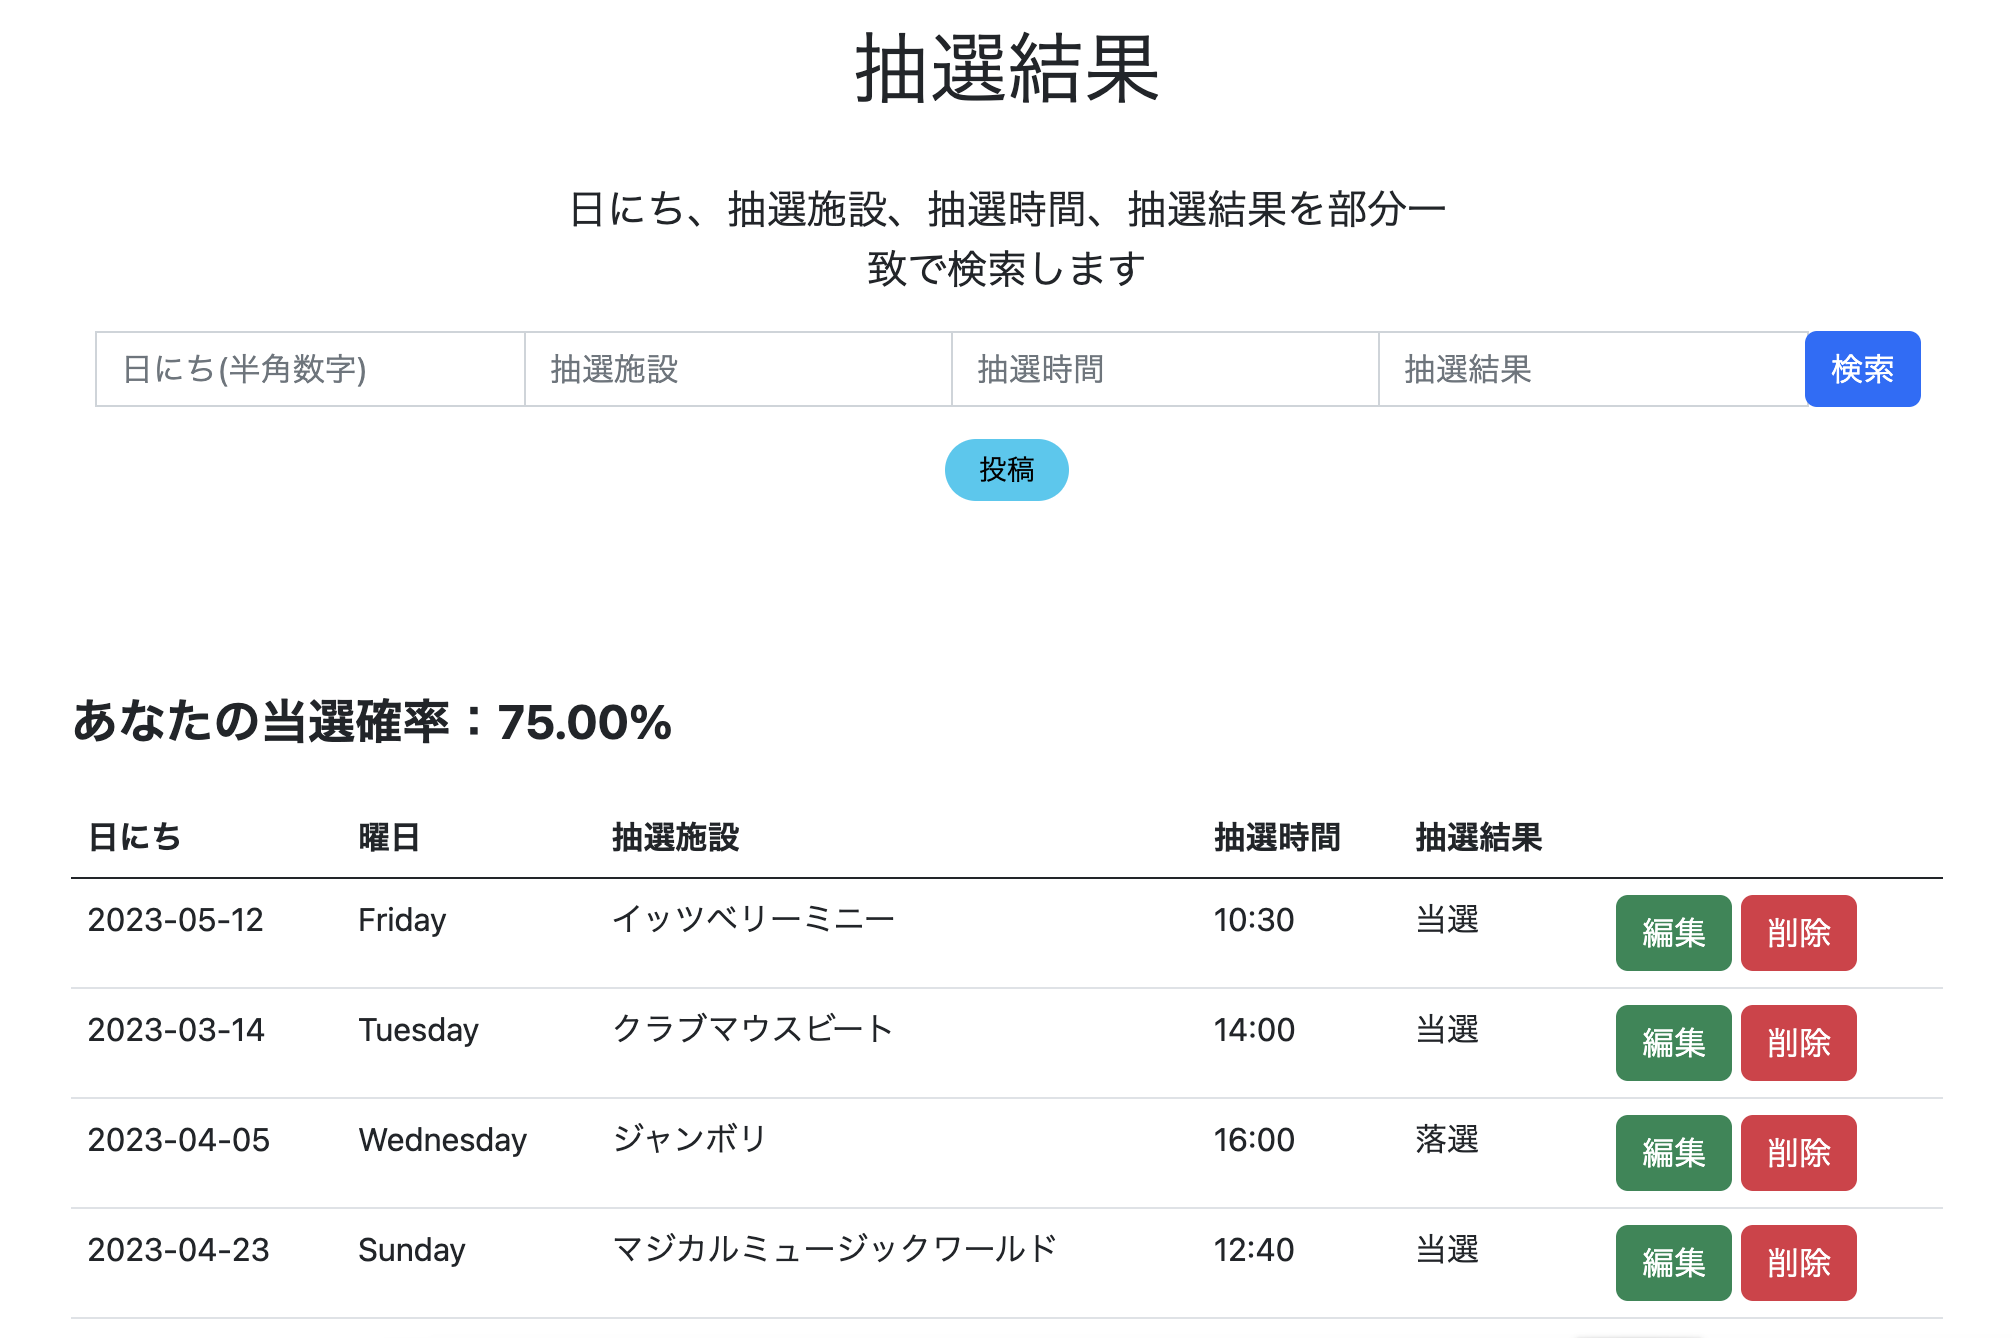 抽選結果
日にち、抽選施設、抽選時間、抽選結果を部分一
致で検索します
日にち(半角数字) 抽選施設 抽選時間 抽選結果 検索
投稿
あなたの当選確率：75.00%
日にち 曜日 抽選施設 抽選時間 抽選結果
2023-05-12 Friday イッツベリーミニー 10:30 当選 編集 削除
2023-03-14 Tuesday クラブマウスビート 14:00 当選 編集 削除
2023-04-05 Wednesday ジャンボリ 16:00 落選 編集 削除
2023-04-23 Sunday マジカルミュージックワールド 12:40 当選 編集 削除